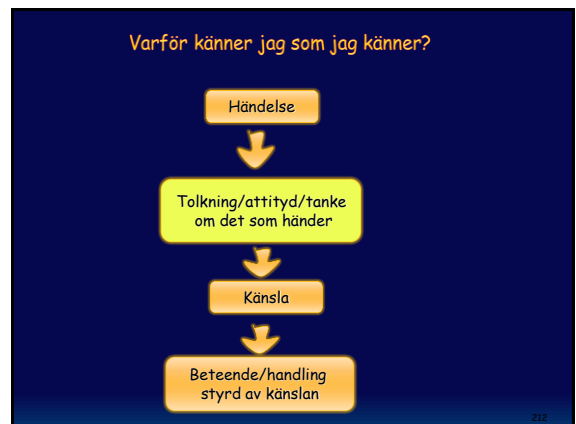 Varför känner jag som jag känner?
Händelse
Tolkning/attityd/tanke
om det som händer
Känsla
Beteende/handling
styrd av känslan
212